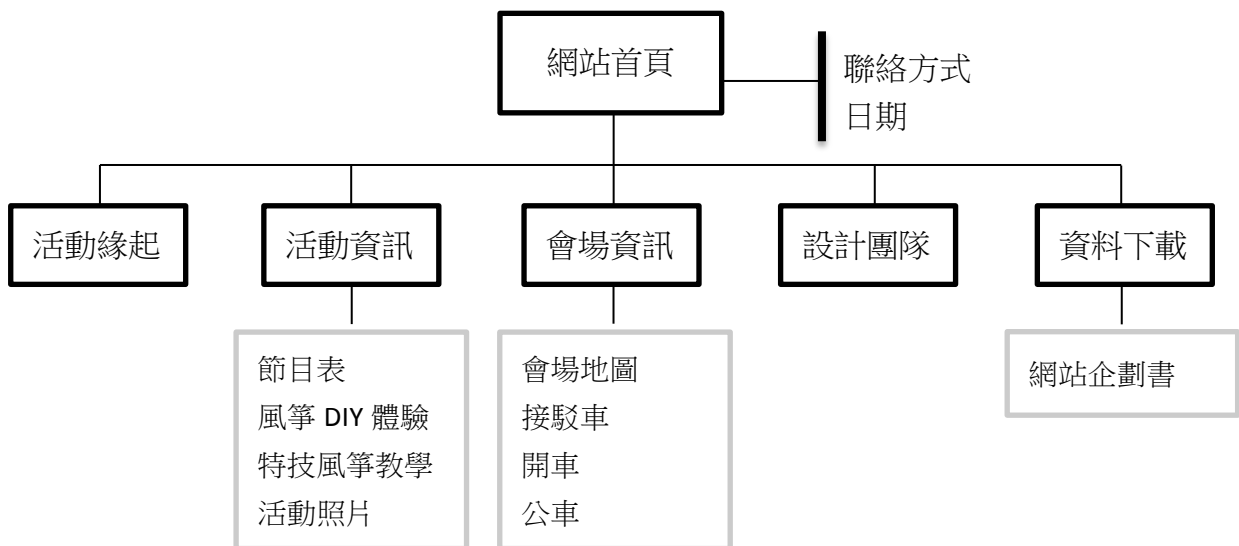 網站首頁
聯絡方式
日期
活動緣起
活動資訊
會場資訊
設計團隊
資料下載
節目表
風箏 DIY 體驗
特技風箏教學
活動照片
會場地圖
接駁車
開車
公車
網站企劃書